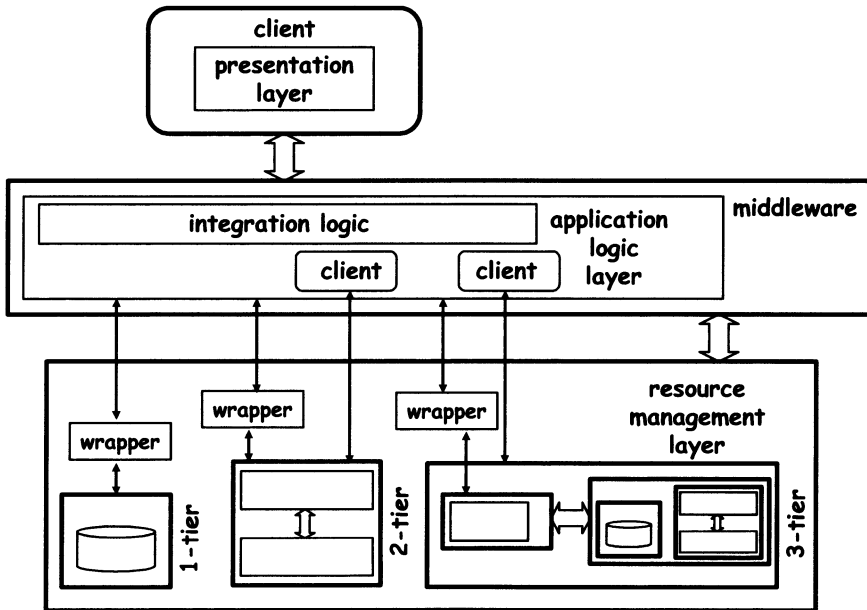 client
presentation
layer
middleware
integration logic
application
logic
layer
client
client
resource
management
layer
wrapper
wrapper
wrapper
1-tier
2-tier
3-tier